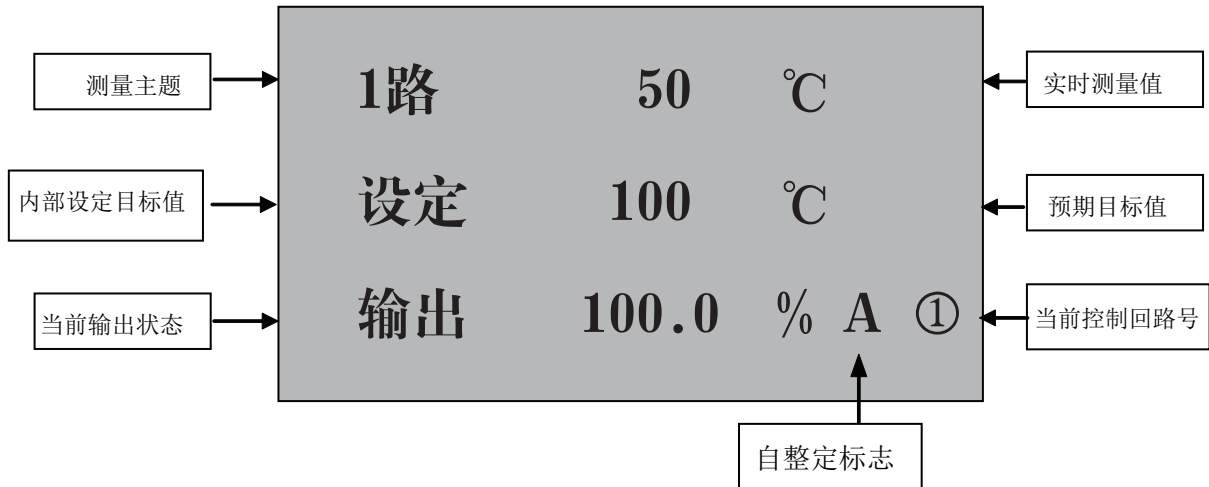 测量主题
1路 50 ℃
实时测量值
内部设定目标值
设定 100 ℃
预期目标值
当前输出状态
输出 100.0 % A ①
当前控制回路号
自整定标志